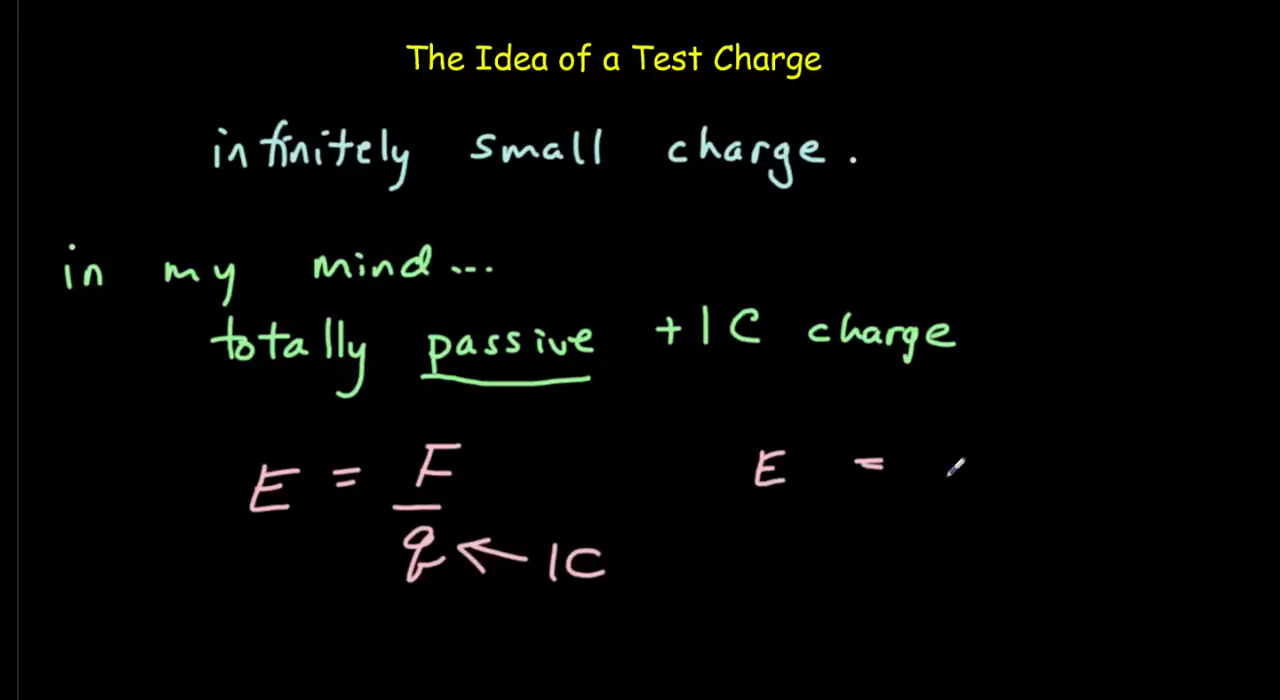 The Idea of a Test Charge
infinitely small charge.
in my mind...
totally passive +1C charge
E = F/q ← 1C
E =